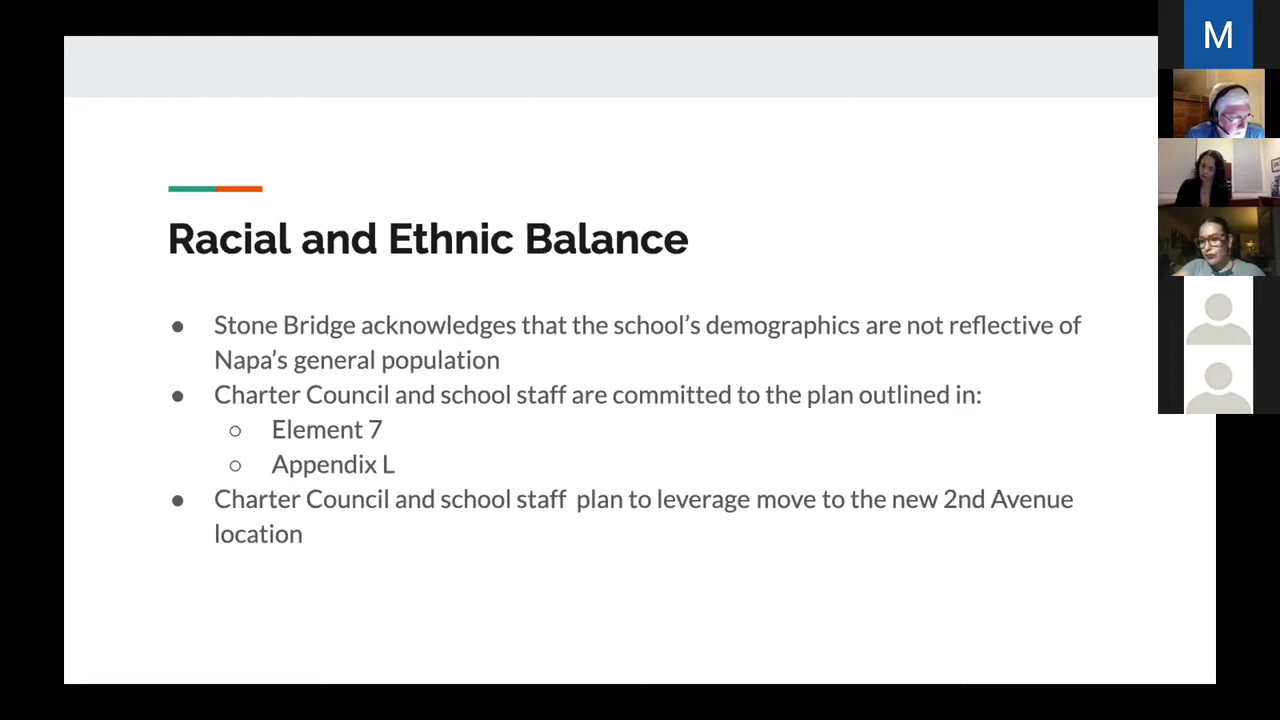 M
Racial and Ethnic Balance
● Stone Bridge acknowledges that the school’s demographics are not reflective of
Napa’s general population
● Charter Council and school staff are committed to the plan outlined in:
○ Element 7
○ Appendix L
● Charter Council and school staff  plan to leverage move to the new 2nd Avenue
location